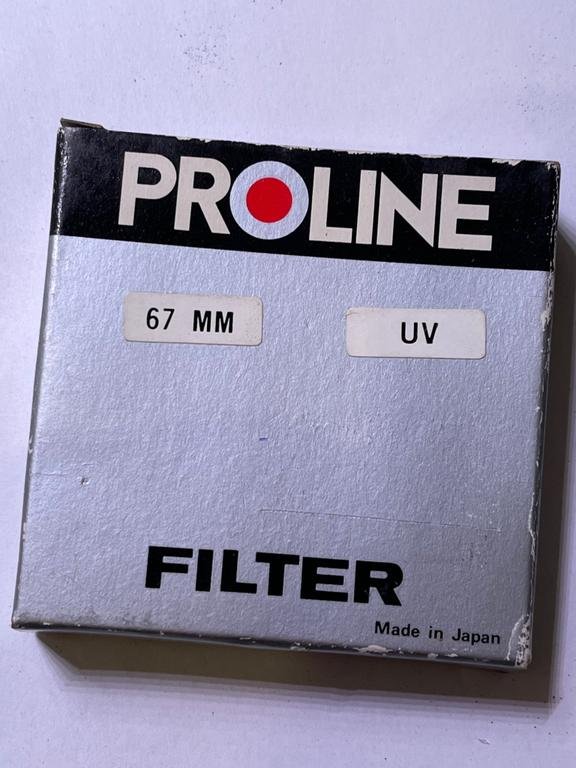 PROLINE
67 MM
UV
FILTER
Made in Japan